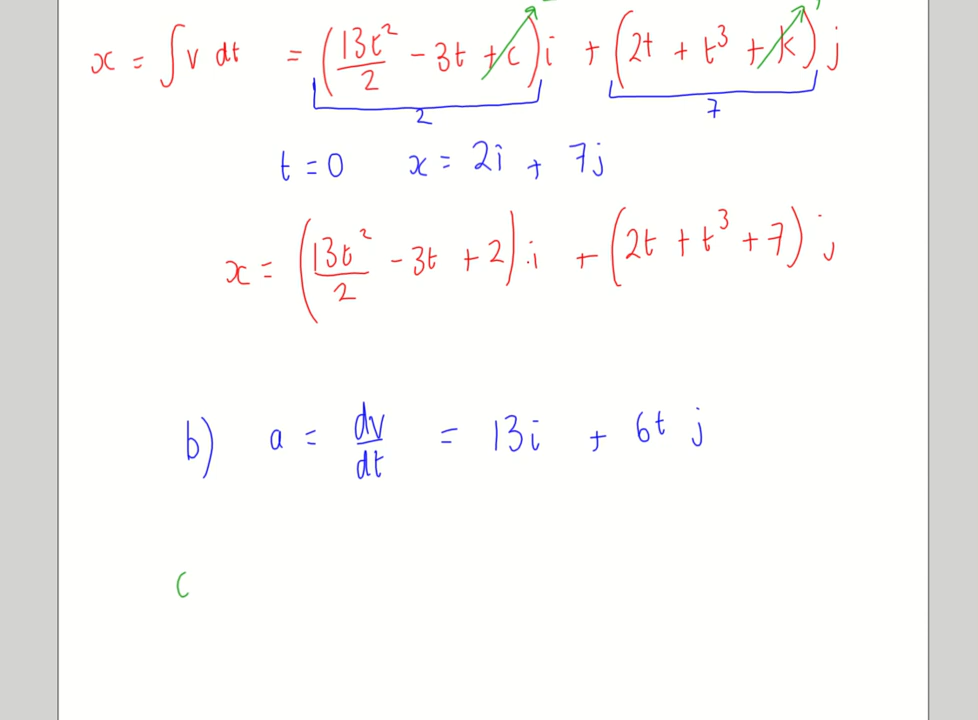 x = ∫v dt = (13t²/2 - 3t + c)i + (2t + t³ + k)j
2 7
t = 0 x = 2i + 7j
x = (13t²/2 - 3t + 2)i + (2t + t³ + 7)j
b) a = dv/dt = 13i + 6t j
c